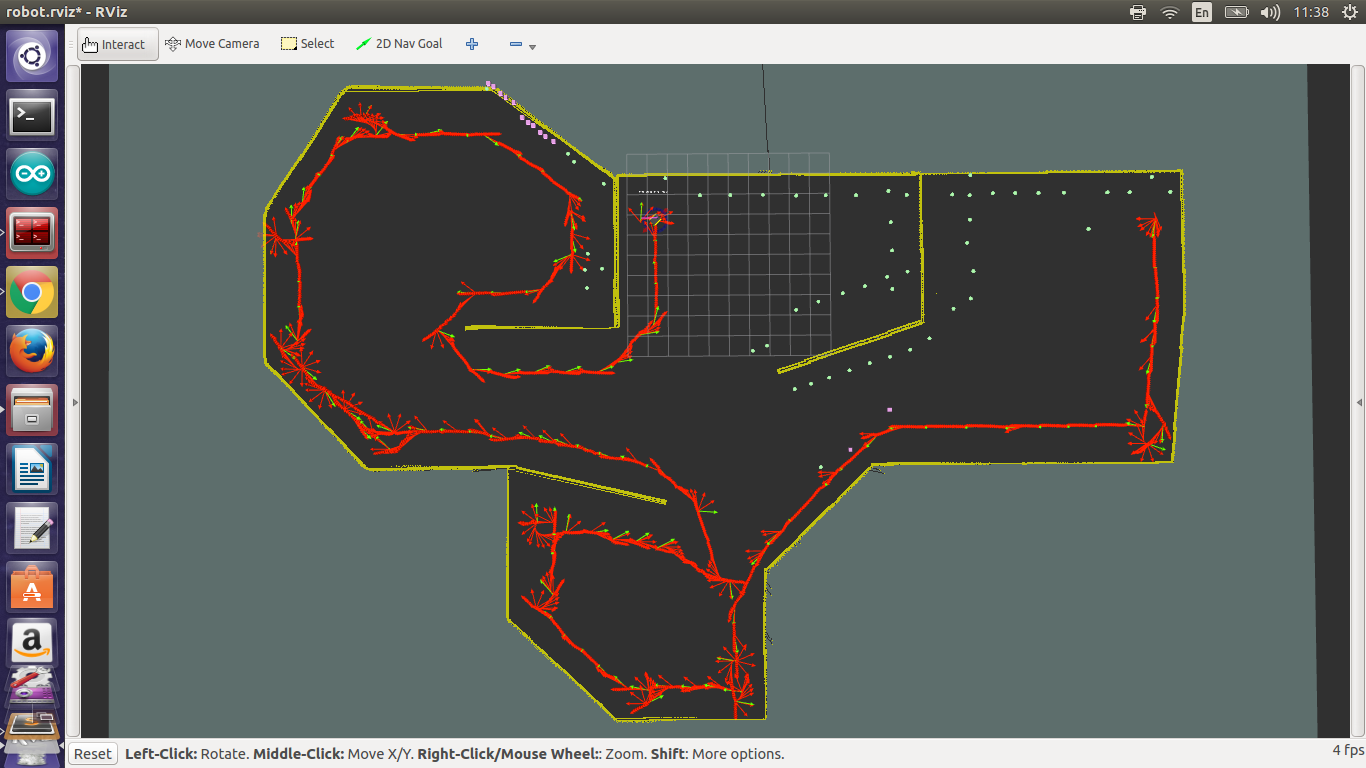 robot.rviz* - RViz
En
11:38
Interact
Move Camera
Select
2D Nav Goal
Reset
Left-Click: Rotate. Middle-Click: Move X/Y. Right-Click/Mouse Wheel:: Zoom. Shift: More options.
4 fps